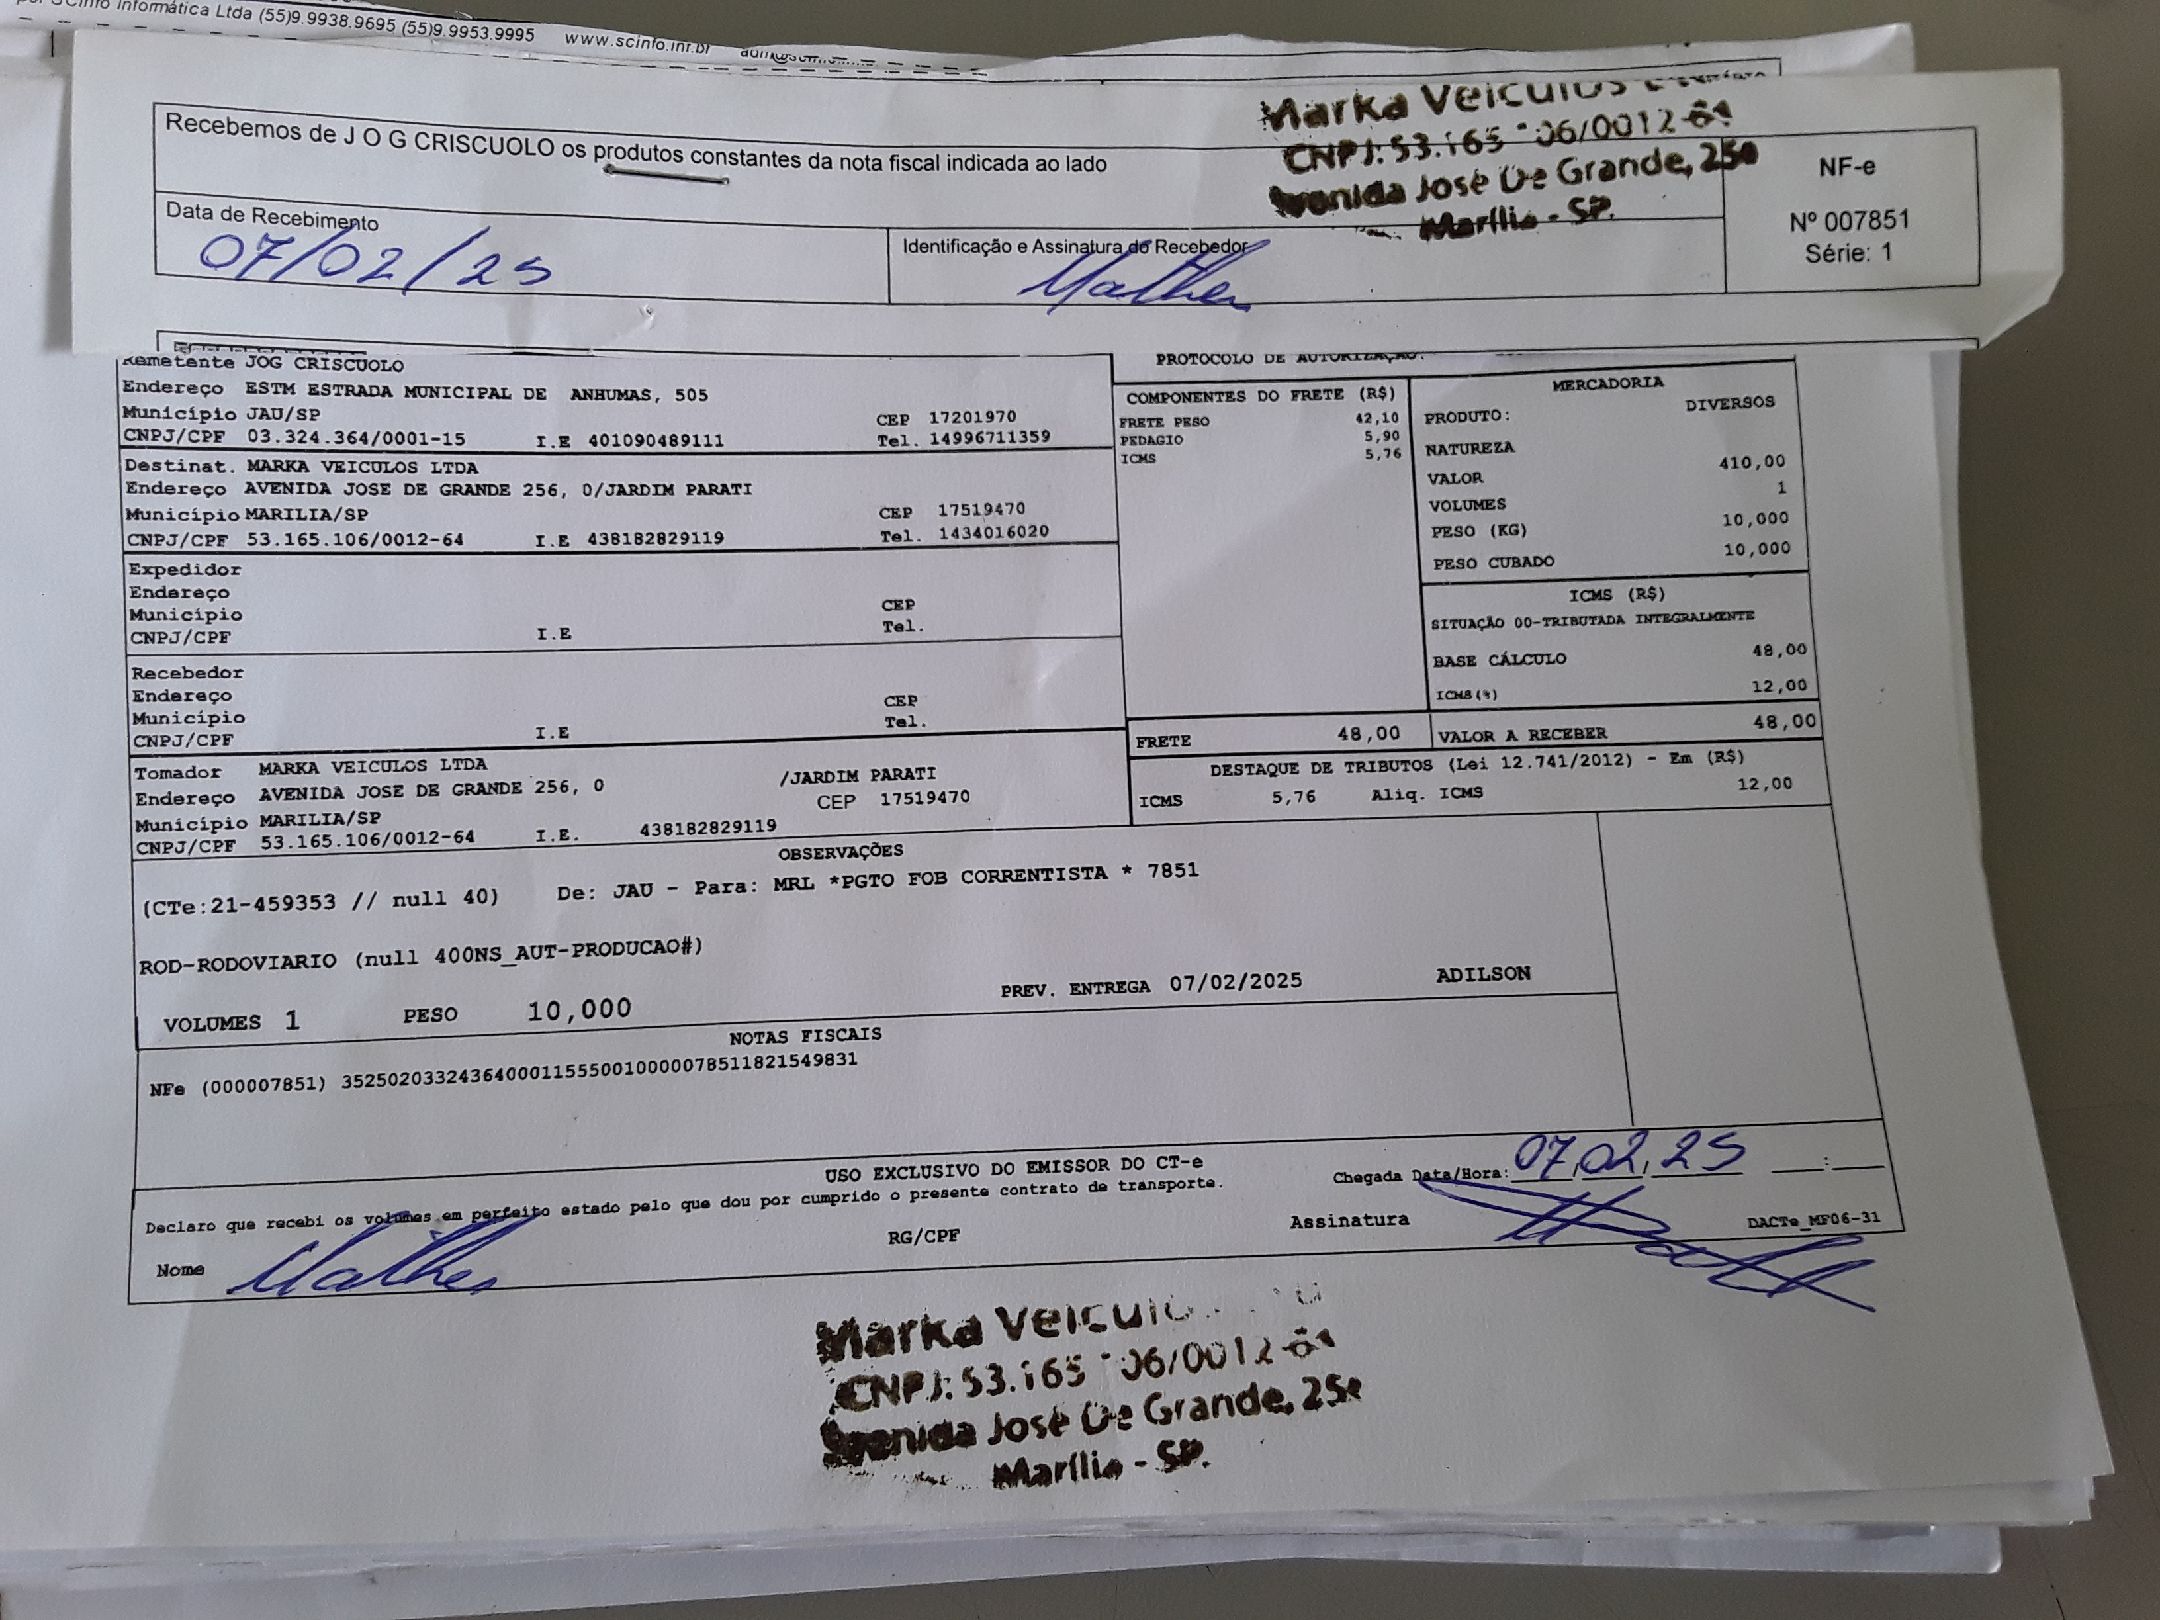 Informática Ltda (55)9.9938.9695 (55)9.9953.9995 www.scinfo.inf.br
Marka Veiculos
CNPJ: 53.165 06/0012-64
Avenida José De Grande, 256
Marília - SP.
Recebemos de J O G CRISCUOLO os produtos constantes da nota fiscal indicada ao lado
NF-e
Nº 007851
Série: 1
Data de Recebimento
07/02/25
Identificação e Assinatura do Recebedor
Remetente JOG CRISCUOLO
Endereço ESTM ESTRADA MUNICIPAL DE ANHUMAS, 505
Município JAU/SP CEP 17201970
CNPJ/CPF 03.324.364/0001-15 I.E 401090489111 Tel. 14996711359
Destinat. MARKA VEICULOS LTDA
Endereço AVENIDA JOSE DE GRANDE 256, 0/JARDIM PARATI
Município MARILIA/SP CEP 17519470
CNPJ/CPF 53.165.106/0012-64 I.E 438182829119 Tel. 1434016020
Expedidor
Endereço
Município CEP
CNPJ/CPF I.E Tel.
Recebedor
Endereço
Município CEP
CNPJ/CPF I.E Tel.
Tomador MARKA VEICULOS LTDA
Endereço AVENIDA JOSE DE GRANDE 256, 0 /JARDIM PARATI
Município MARILIA/SP CEP 17519470
CNPJ/CPF 53.165.106/0012-64 I.E. 438182829119
PROTOCOLO DE AUTORIZAÇAO:
COMPONENTES DO FRETE (R$)
FRETE PESO 42,10
PEDAGIO 5,90
ICMS 5,76
MERCADORIA
PRODUTO: DIVERSOS
NATUREZA
VALOR 410,00
VOLUMES 1
PESO (KG) 10,000
PESO CUBADO 10,000
ICMS (R$)
SITUAÇÃO 00-TRIBUTADA INTEGRALMENTE
BASE CÁLCULO 48,00
ICMS(%) 12,00
FRETE 48,00 VALOR A RECEBER 48,00
DESTAQUE DE TRIBUTOS (Lei 12.741/2012) - Em (R$)
ICMS 5,76 Aliq. ICMS 12,00
OBSERVAÇÕES
(CTe:21-459353 // null 40) De: JAU - Para: MRL *PGTO FOB CORRENTISTA * 7851
ROD-RODOVIARIO (null 400NS_AUT-PRODUCAO#)
VOLUMES 1 PESO 10,000 PREV. ENTREGA 07/02/2025 ADILSON
NOTAS FISCAIS
NFe (000007851) 35250203324364000115550010000078511821549831
USO EXCLUSIVO DO EMISSOR DO CT-e
Declaro que recebi os volumes em perfeito estado pelo que dou por cumprido o presente contrato de transporte.
Chegada Data/Hora: 07/02/25 __:__
Nome RG/CPF Assinatura DACTe_MF06-31
Marka Veiculos
CNPJ: 53.165 06/0012-64
Avenida José De Grande, 256
Marília - SP.